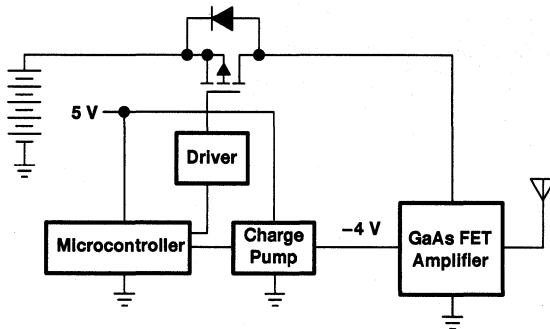 5 V
Driver
Microcontroller
Charge
Pump
−4 V
GaAs FET
Amplifier